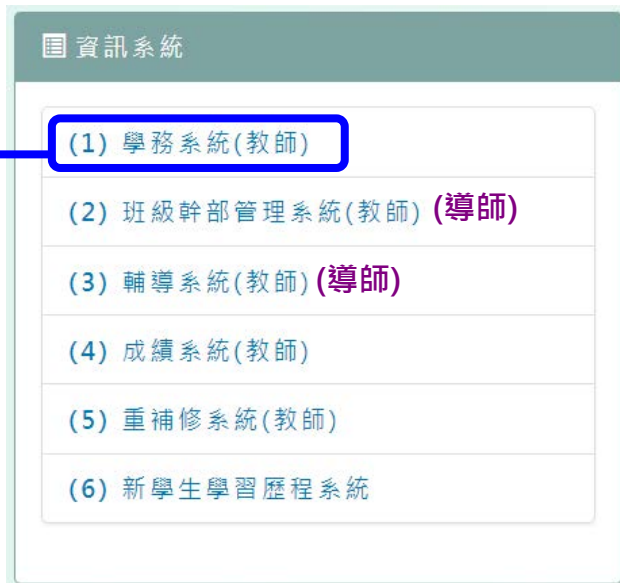 資訊系統
(1) 學務系統(教師)
(2) 班級幹部管理系統(教師) (導師)
(3) 輔導系統(教師) (導師)
(4) 成績系統(教師)
(5) 重補修系統(教師)
(6) 新學生學習歷程系統